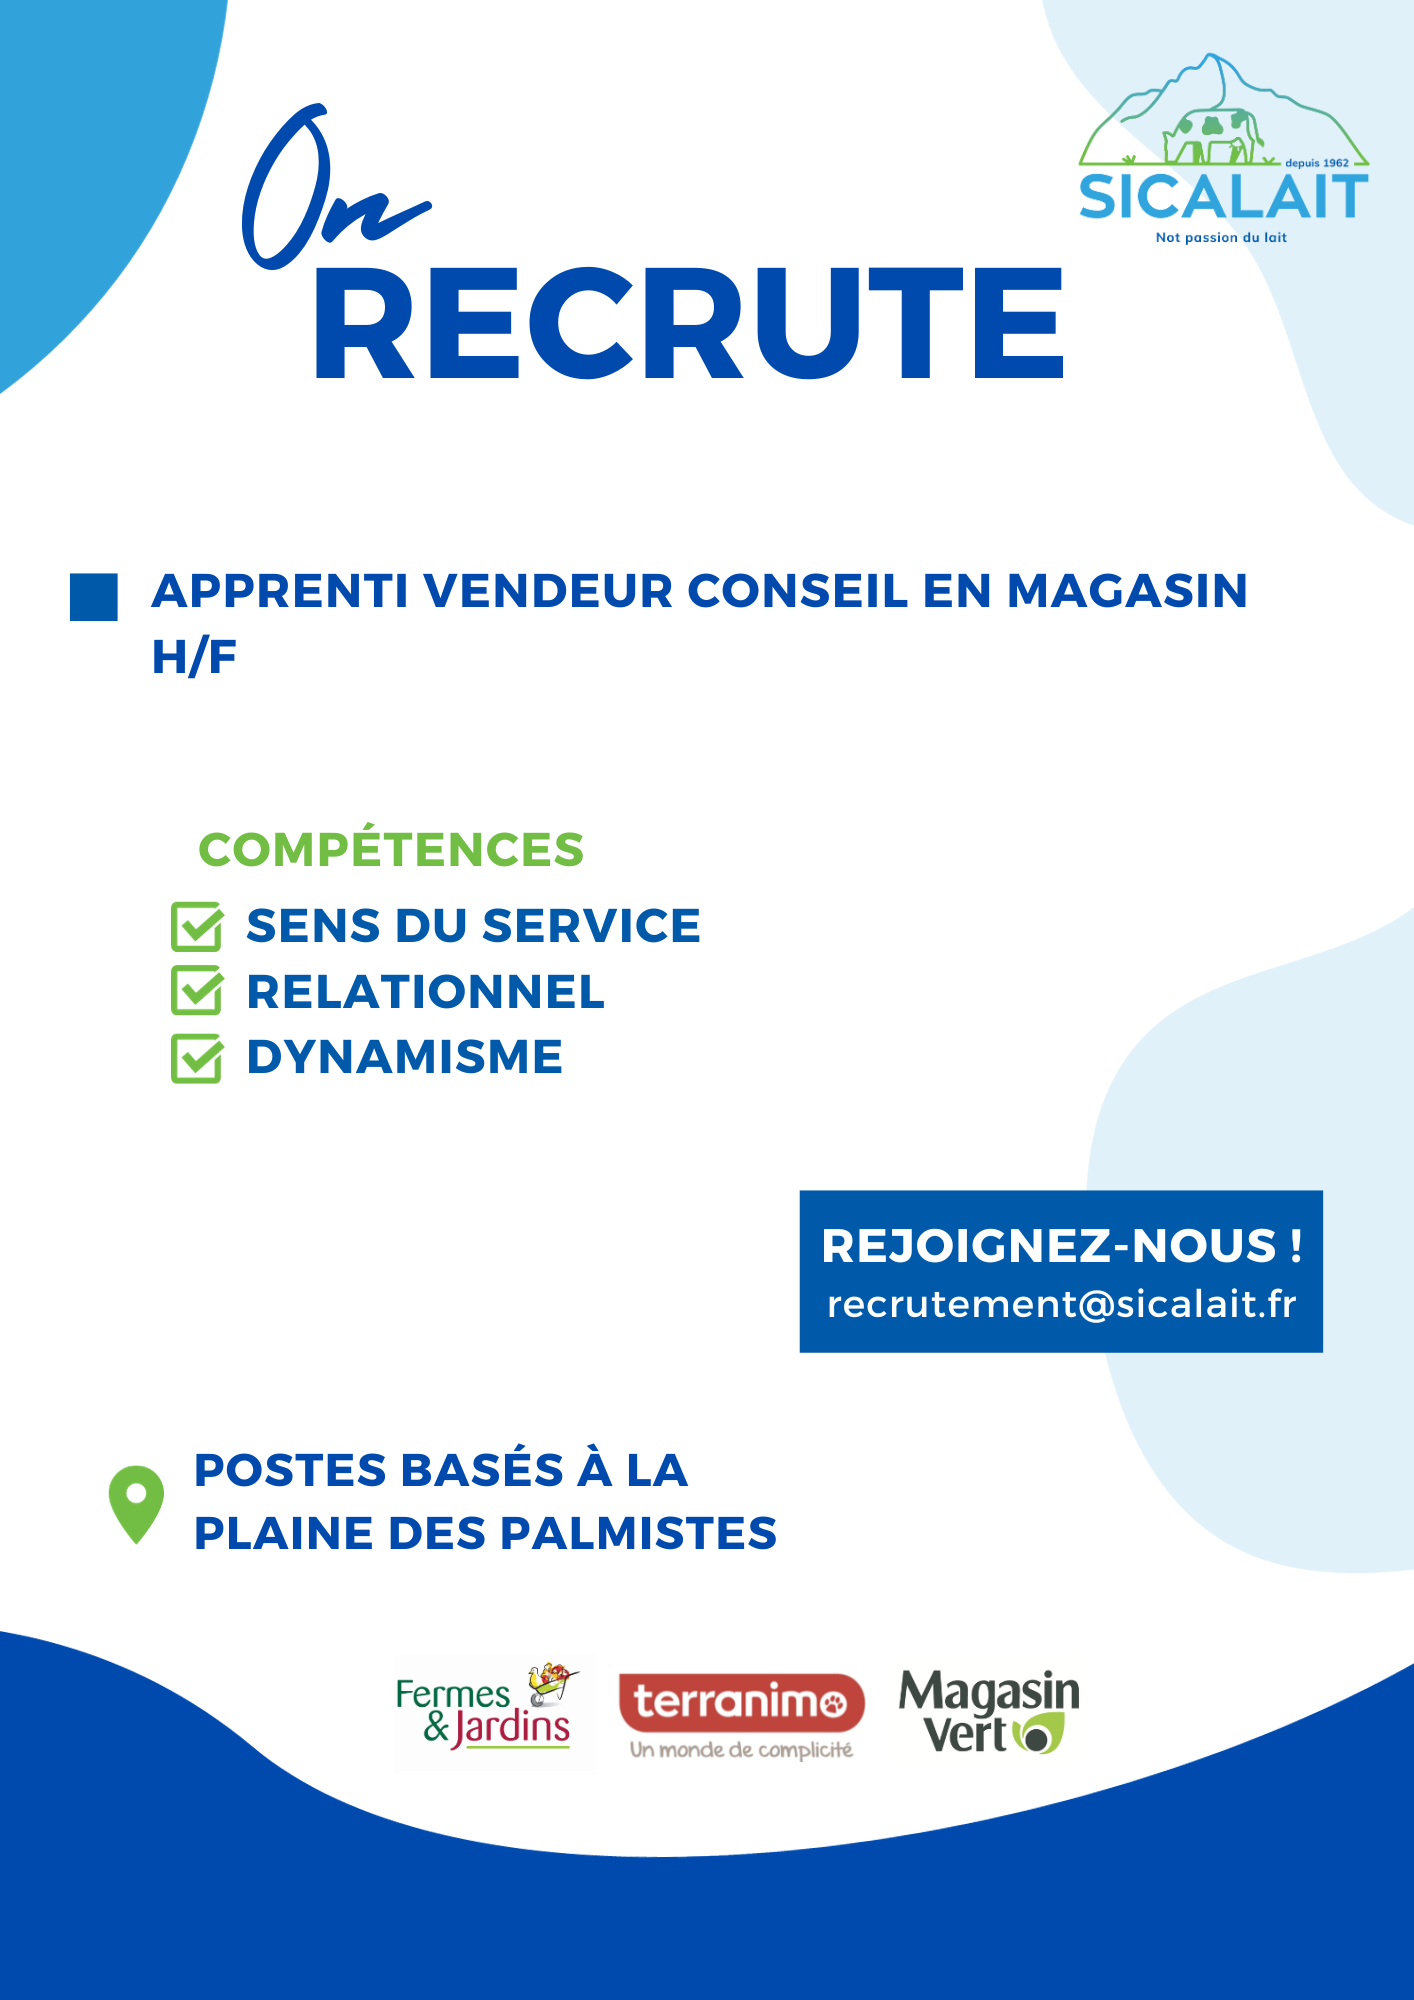 On
RECRUTE
depuis 1962
SICALAIT
Not passion du lait
APPRENTI VENDEUR CONSEIL EN MAGASIN
H/F
COMPÉTENCES
SENS DU SERVICE
RELATIONNEL
DYNAMISME
REJOIGNEZ-NOUS !
recrutement@sicalait.fr
POSTES BASÉS À LA
PLAINE DES PALMISTES
Fermes
& Jardins
terranimo
Un monde de complicité
Magasin
vert